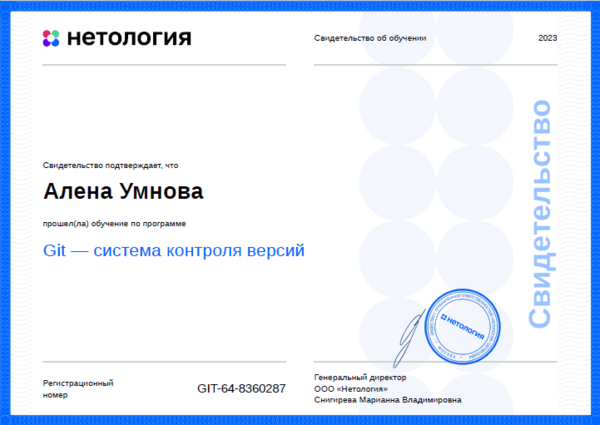 нетология
Свидетельство об обучении
2023
Свидетельство подтверждает, что
Алена Умнова
прошел(ла) обучение по программе
Git — система контроля версий
Свидетельство
нетология
Регистрационный
номер
GIT-64-8360287
Генеральный директор
ООО «Нетология»
Снигирева Марианна Владимировна